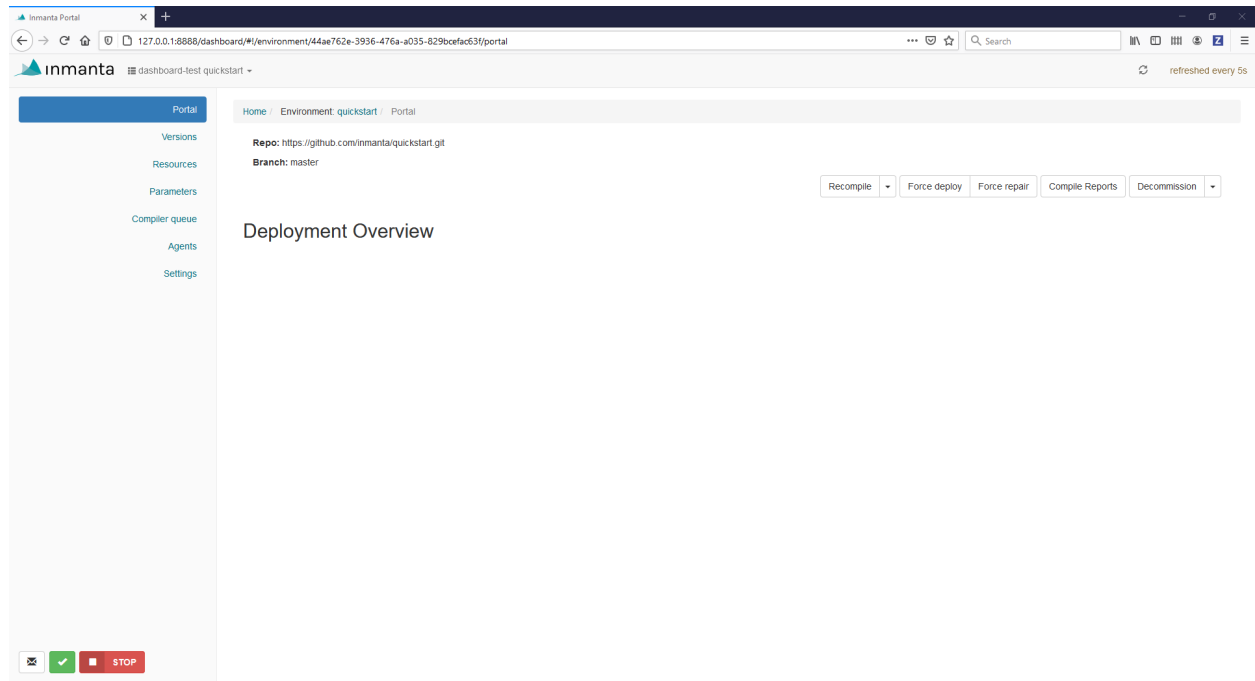 Inmanta Portal
127.0.0.1:8888/dashboard/#!/environment/44ae762e-3936-476a-a035-829bcefac63f/portal
Search
Z
inmanta dashboard-test quickstart
refreshed every 5s
Portal
Versions
Resources
Parameters
Compiler queue
Agents
Settings
Home / Environment: quickstart / Portal
Repo: https://github.com/inmanta/quickstart.git
Branch: master
Recompile Force deploy Force repair Compile Reports Decommission
Deployment Overview
STOP